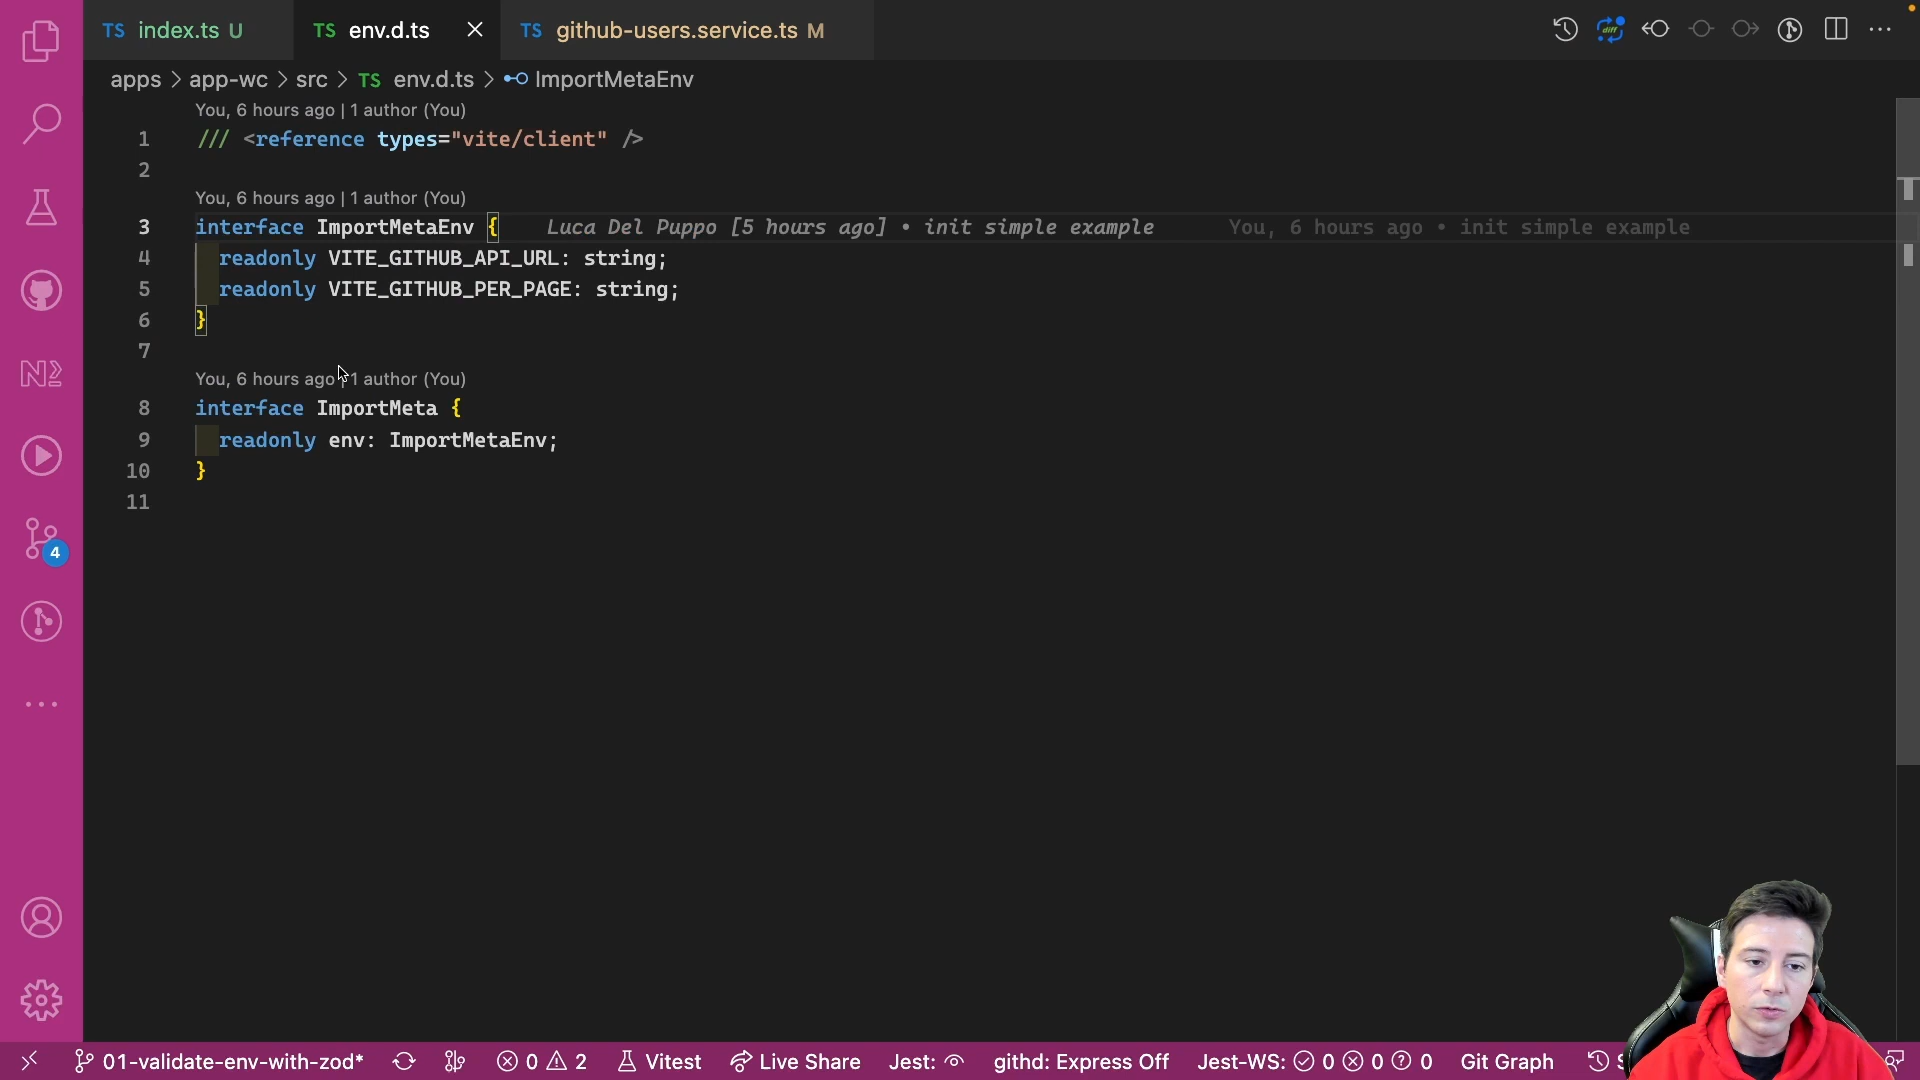 TS index.ts U
TS env.d.ts
TS github-users.service.ts M
diff
apps > app-wc > src > TS env.d.ts > ImportMetaEnv
You, 6 hours ago | 1 author (You)
1 /// <reference types="vite/client" />
2
You, 6 hours ago | 1 author (You)
3 interface ImportMetaEnv { Luca Del Puppo [5 hours ago] • init simple example You, 6 hours ago • init simple example
4 readonly VITE_GITHUB_API_URL: string;
5 readonly VITE_GITHUB_PER_PAGE: string;
6 }
7
You, 6 hours ago | 1 author (You)
8 interface ImportMeta {
9 readonly env: ImportMetaEnv;
10 }
11
4
01-validate-env-with-zod* 0 2 Vitest Live Share Jest: githd: Express Off Jest-WS: 0 0 0 Git Graph